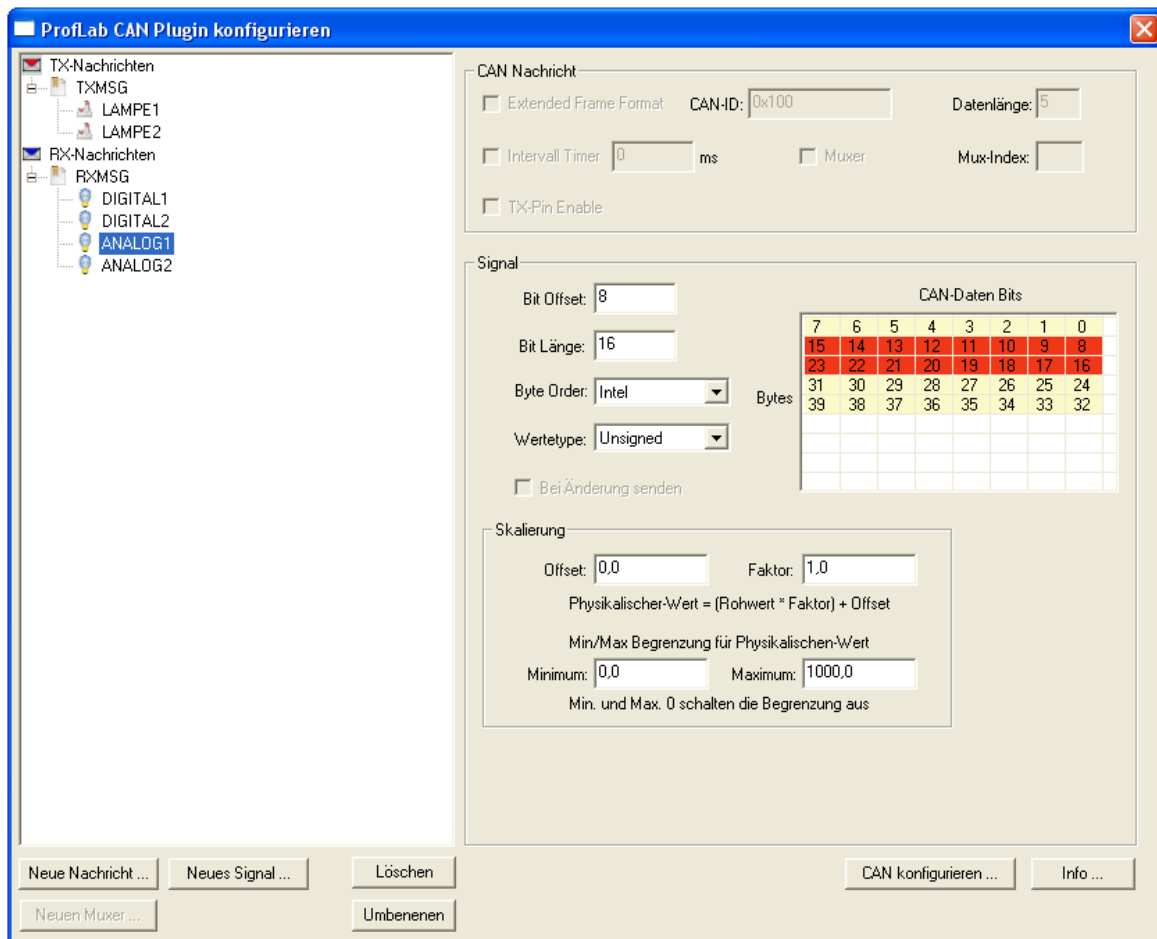 ProfLab CAN Plugin konfigurieren
TX-Nachrichten
TXMSG
LAMPE1
LAMPE2
RX-Nachrichten
RXMSG
DIGITAL1
DIGITAL2
ANALOG1
ANALOG2
CAN Nachricht
Extended Frame Format CAN-ID: 0x100 Datenlänge: 5
Intervall Timer 0 ms Muxer Mux-Index:
TX-Pin Enable
Signal
Bit Offset: 8
Bit Länge: 16
Byte Order: Intel
Wertetype: Unsigned
Bei Änderung senden
CAN-Daten Bits
Bytes
7 6 5 4 3 2 1 0
15 14 13 12 11 10 9 8
23 22 21 20 19 18 17 16
31 30 29 28 27 26 25 24
39 38 37 36 35 34 33 32
Skalierung
Offset: 0,0 Faktor: 1,0
Physikalischer-Wert = (Rohwert * Faktor) + Offset
Min/Max Begrenzung für Physikalischen-Wert
Minimum: 0,0 Maximum: 1000,0
Min. und Max. 0 schalten die Begrenzung aus
Neue Nachricht ... Neues Signal ... Löschen CAN konfigurieren ... Info ...
Neuen Muxer ... Umbenenen